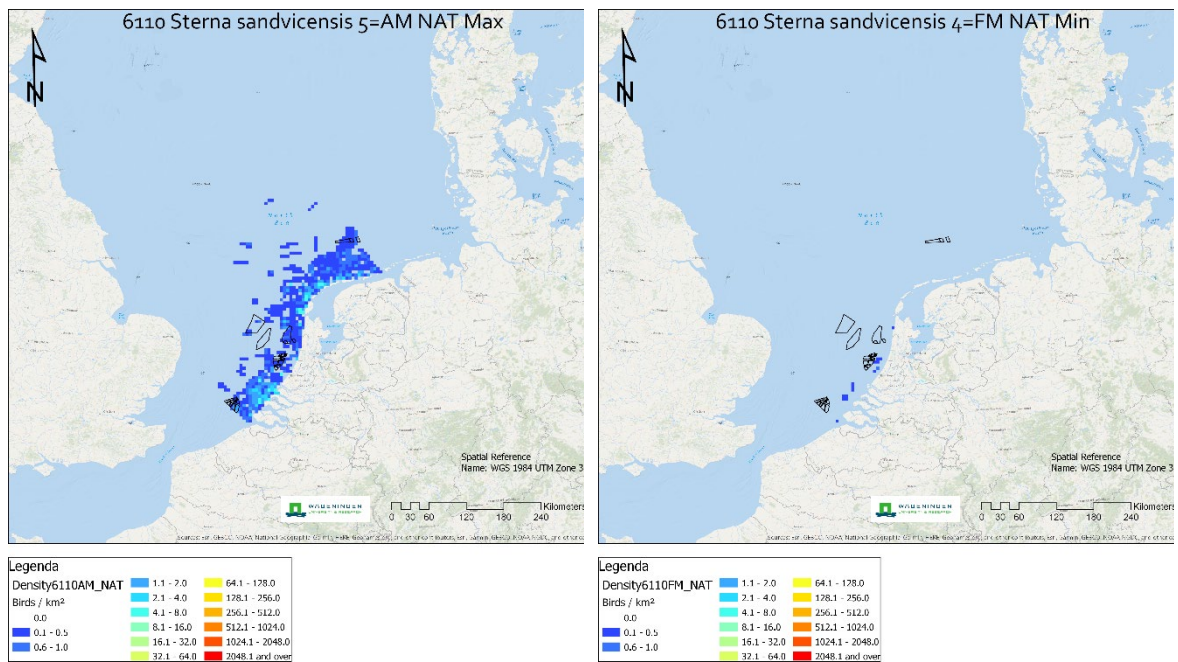 6110 Sterna sandvicensis 5=AM NAT Max
N
Spatial Reference
Name: WGS 1984 UTM Zone 3
WAGENINGEN
Kilometers
0 30 60 120 180 240
Legenda
Density6110AM_NAT
Birds / km²
0.0
0.1 - 0.5
0.6 - 1.0
1.1 - 2.0
2.1 - 4.0
4.1 - 8.0
8.1 - 16.0
16.1 - 32.0
32.1 - 64.0
64.1 - 128.0
128.1 - 256.0
256.1 - 512.0
512.1 - 1024.0
1024.1 - 2048.0
2048.1 and over
6110 Sterna sandvicensis 4=FM NAT Min
N
Spatial Reference
Name: WGS 1984 UTM Zone 3
WAGENINGEN
Kilometers
0 30 60 120 180 240
Legenda
Density6110FM_NAT
Birds / km²
0.0
0.1 - 0.5
0.6 - 1.0
1.1 - 2.0
2.1 - 4.0
4.1 - 8.0
8.1 - 16.0
16.1 - 32.0
32.1 - 64.0
64.1 - 128.0
128.1 - 256.0
256.1 - 512.0
512.1 - 1024.0
1024.1 - 2048.0
2048.1 and over